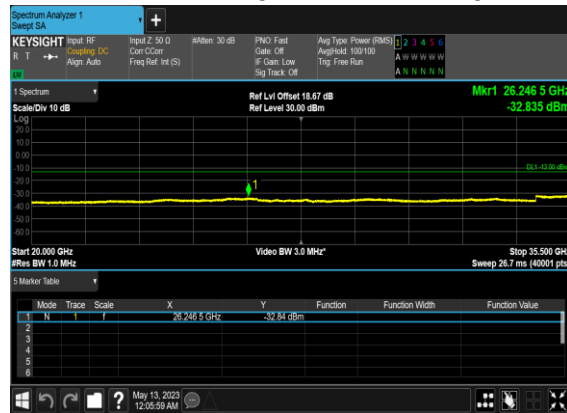 Spectrum Analyzer 1
Swept SA
+
KEYSIGHT Input: RF Input Z: 50 Ω #Atten: 30 dB PNO: Fast Avg Type: Power (RMS) 1 2 3 4 5 6
R T Coupling: DC Corr CCorr Gate: Off Avg|Hold: 100/100 A W W W W W
Align: Auto Freq Ref: Int (S) IF Gain: Low Trig: Free Run
Sig Track: Off A N N N N N
1 Spectrum
Ref Lvl Offset 18.67 dB Mkr1 26.246 5 GHz
Scale/Div 10 dB Ref Level 30.00 dBm -32.835 dBm
Log
20.0
10.0
0.00
-10.0
DL1 -13.00 dBm
-20.0
1
-30.0
-40.0
-50.0
-60.0
Start 20.000 GHz Video BW 3.0 MHz* Stop 35.500 GHz
#Res BW 1.0 MHz Sweep 26.7 ms (40001 pts)
5 Marker Table
Mode Trace Scale X Y Function Function Width Function Value
1 N 1 f 26.246 5 GHz -32.84 dBm
2
3
4
5
6
? May 13, 2023
12:05:59 AM